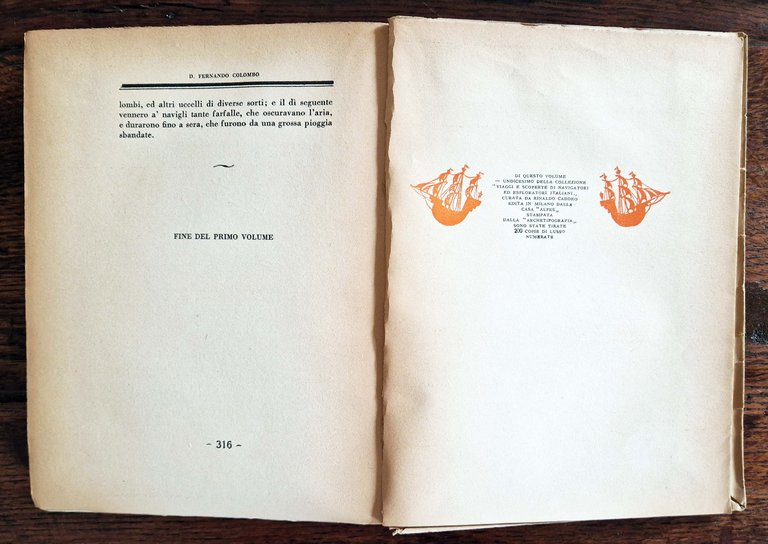 D. FERNANDO COLOMBO
lombi, ed altri uccelli di diverse sorti; e il di seguente
vennero a' navigli tante farfalle, che oscuravano l'aria,
e durarono fino a sera, che furono da una grossa pioggia
sbandate.
FINE DEL PRIMO VOLUME
- 316 -
DI QUESTO VOLUME
- UNDICESIMO DELLA COLLEZIONE
"VIAGGI E SCOPERTE DI NAVIGATORI
ED ESPLORATORI ITALIANI„
CURATA DA RINALDO CADDEO
EDITA IN MILANO DALLA
CASA "ALPES„
STAMPATA
DALLA "ARCHETIPOGRAFIA„
SONO STATE TIRATE
200 COPIE DI LUSSO
NUMERATE